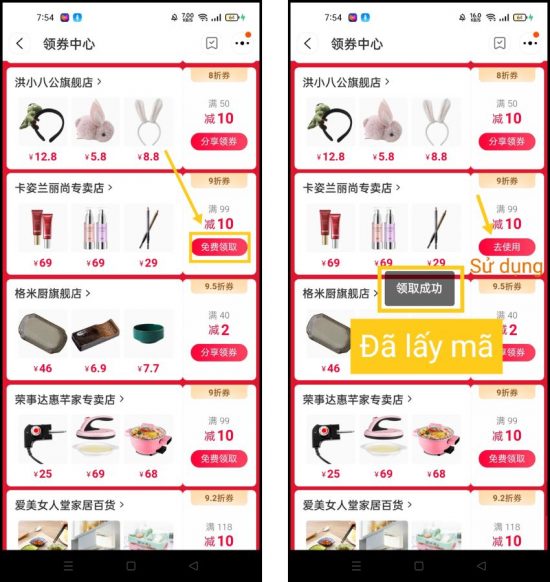 7:54
7.00
KB/S
64
领券中心
洪小八公旗舰店 >
8折券
满 50
减10
分享领券
¥12.8
¥5.8
¥8.8
卡姿兰丽尚专卖店 >
9折券
满 99
减10
免费领取
¥69
¥69
¥29
格米厨旗舰店 >
9.5折券
满 40
减2
分享领券
¥46
¥6.9
¥7.7
荣事达惠芊家专卖店 >
9折券
满 99
减10
免费领取
¥25
¥69
¥68
爱美女人堂家居百货 >
9.2折券
满 118
减10
7:54
16.0
KB/S
64
领券中心
洪小八公旗舰店 >
8折券
满 50
减10
分享领券
¥12.8
¥5.8
¥8.8
卡姿兰丽尚专卖店 >
9折券
满 99
减10
去使用
Sử dung
¥69
¥69
¥29
领取成功
格米厨旗舰店
9.5折券
满 40
减2
分享领券
Đã lấy mã
¥46
¥6.9
¥7.7
荣事达惠芊家专卖店 >
9折券
满 99
减10
免费领取
¥25
¥69
¥68
爱美女人堂家居百货 >
9.2折券
满 118
减10